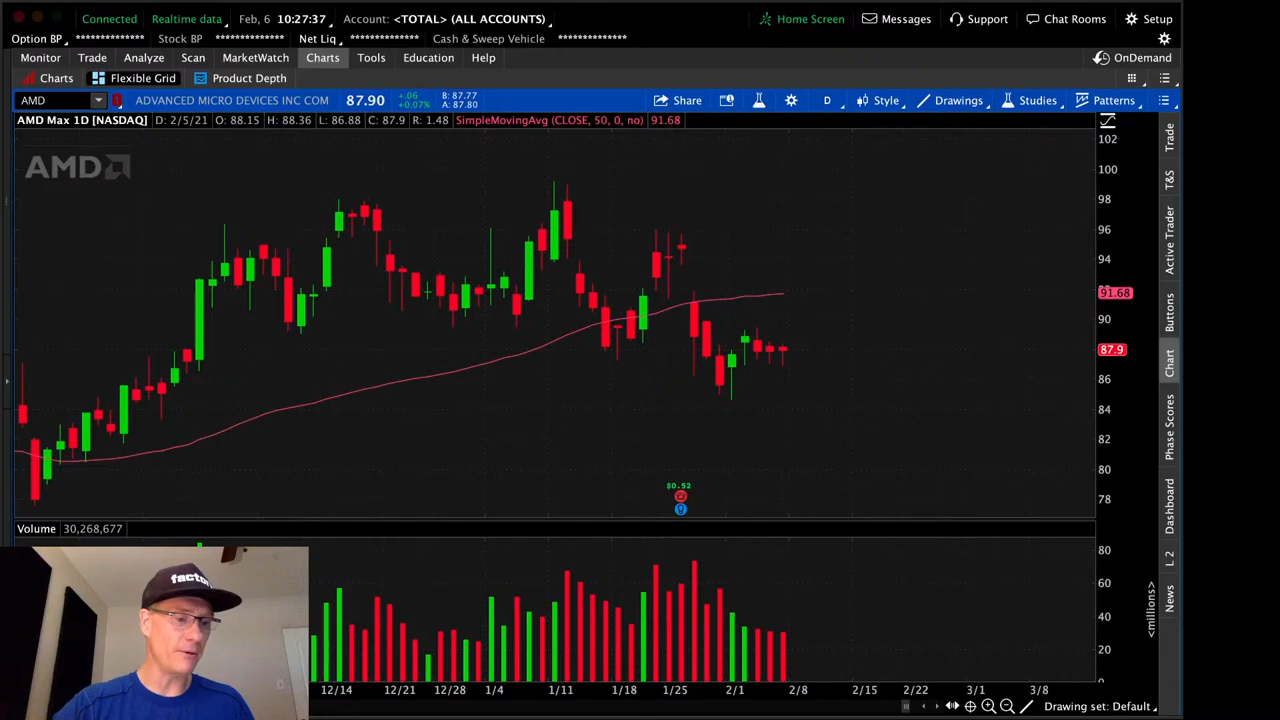 Connected Realtime data Feb, 6 10:27:37 Account: <TOTAL> (ALL ACCOUNTS) Home Screen Messages Support Chat Rooms Setup
Option BP ************** Stock BP ************** Net Liq ************** Cash & Sweep Vehicle **************
Monitor Trade Analyze Scan MarketWatch Charts Tools Education Help OnDemand
Charts Flexible Grid Product Depth
AMD ADVANCED MICRO DEVICES INC COM 87.90 +.06 +0.07% B: 87.77 A: 87.80 Share D Style Drawings Studies Patterns
AMD Max 1D [NASDAQ] D: 2/5/21 O: 88.15 H: 88.36 L: 86.88 C: 87.9 R: 1.48 SimpleMovingAvg (CLOSE, 50, 0, no) 91.68
AMD
102
100
98
96
94
91.68
90
87.9
86
84
82
80
78
$0.52
Volume 30,268,677
80
60
40
20
0
<millions>
12/14 12/21 12/28 1/4 1/11 1/18 1/25 2/1 2/8 2/15 2/22 3/1 3/8
Drawing set: Default
Trade
T&S
Active Trader
Buttons
Chart
Phase Scores
Dashboard
L 2
News
factor